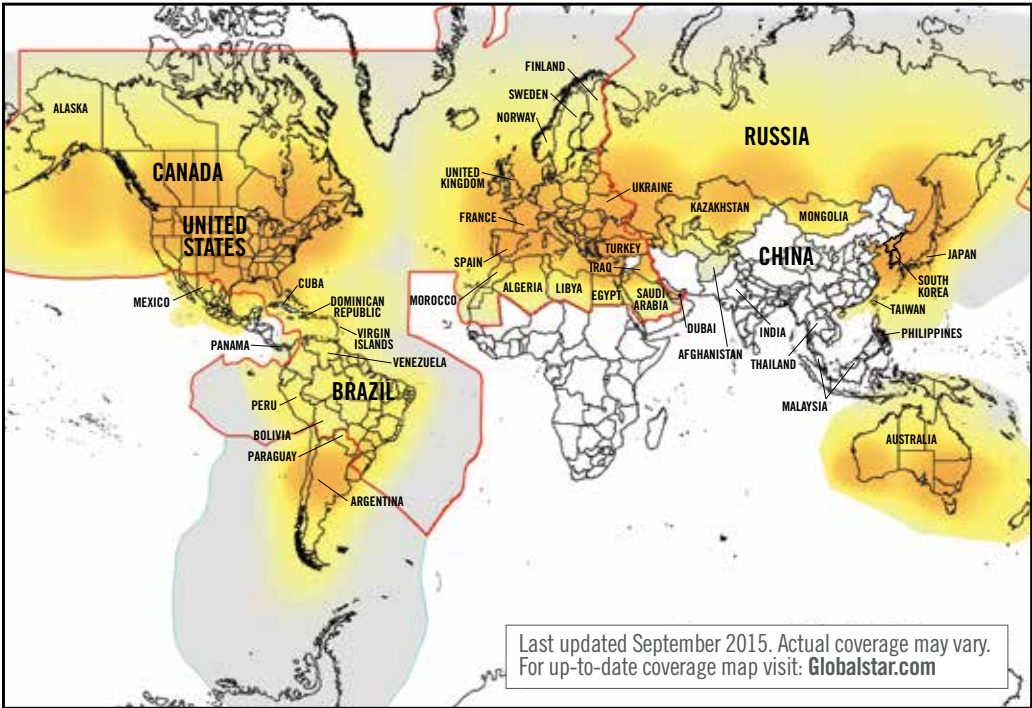 ALASKA
CANADA
UNITED
STATES
MEXICO
CUBA
DOMINICAN
REPUBLIC
VIRGIN
ISLANDS
PANAMA
VENEZUELA
BRAZIL
PERU
BOLIVIA
PARAGUAY
ARGENTINA
FINLAND
SWEDEN
NORWAY
UNITED
KINGDOM
FRANCE
SPAIN
MOROCCO
ALGERIA
LIBYA
EGYPT
UKRAINE
TURKEY
IRAQ
SAUDI
ARABIA
DUBAI
RUSSIA
KAZAKHSTAN
MONGOLIA
CHINA
AFGHANISTAN
INDIA
THAILAND
MALAYSIA
JAPAN
SOUTH
KOREA
TAIWAN
PHILIPPINES
AUSTRALIA
Last updated September 2015. Actual coverage may vary.
For up-to-date coverage map visit: Globalstar.com